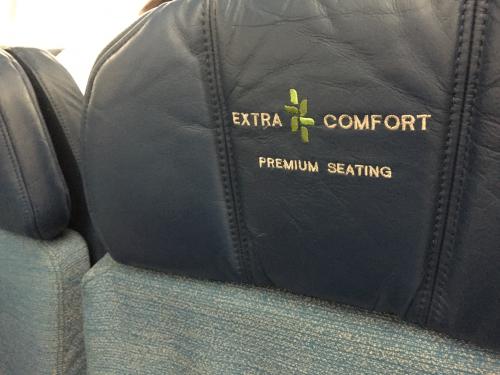 EXTRA COMFORT
PREMIUM SEATING